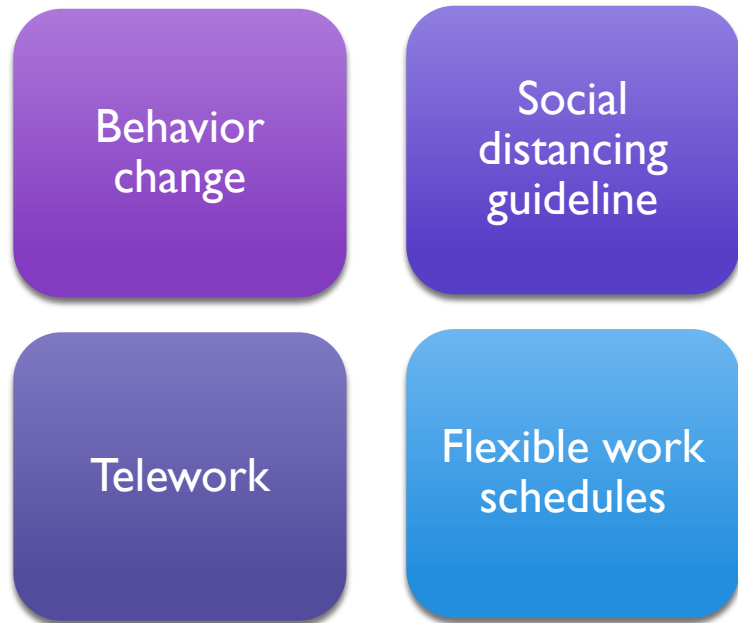 Behavior
change
Social
distancing
guideline
Telework
Flexible work
schedules